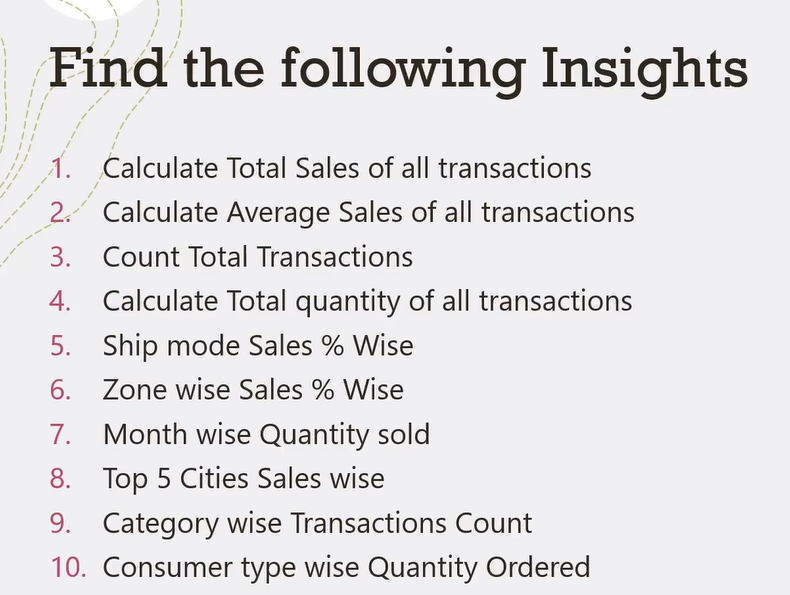 Find the following Insights
1. Calculate Total Sales of all transactions
2. Calculate Average Sales of all transactions
3. Count Total Transactions
4. Calculate Total quantity of all transactions
5. Ship mode Sales % Wise
6. Zone wise Sales % Wise
7. Month wise Quantity sold
8. Top 5 Cities Sales wise
9. Category wise Transactions Count
10. Consumer type wise Quantity Ordered